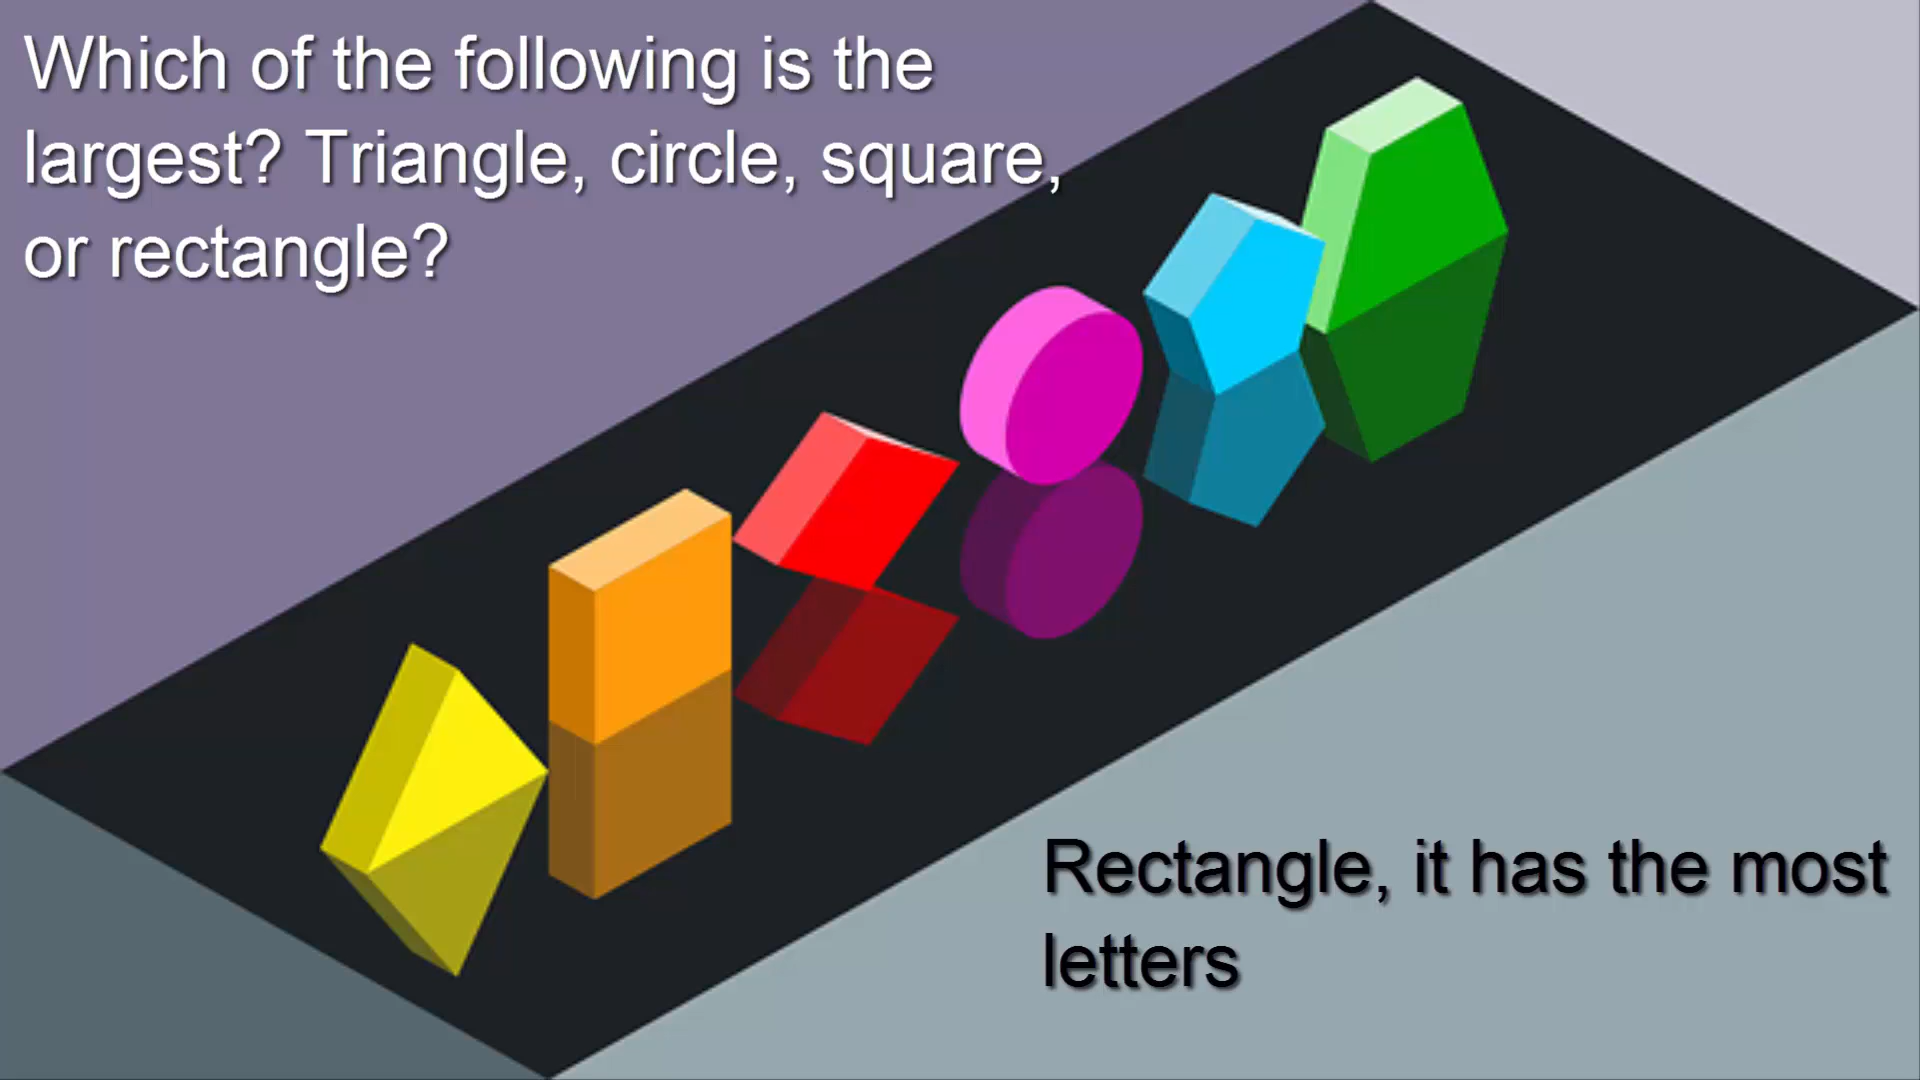 Which of the following is the
largest? Triangle, circle, square,
or rectangle?
Rectangle, it has the most
letters